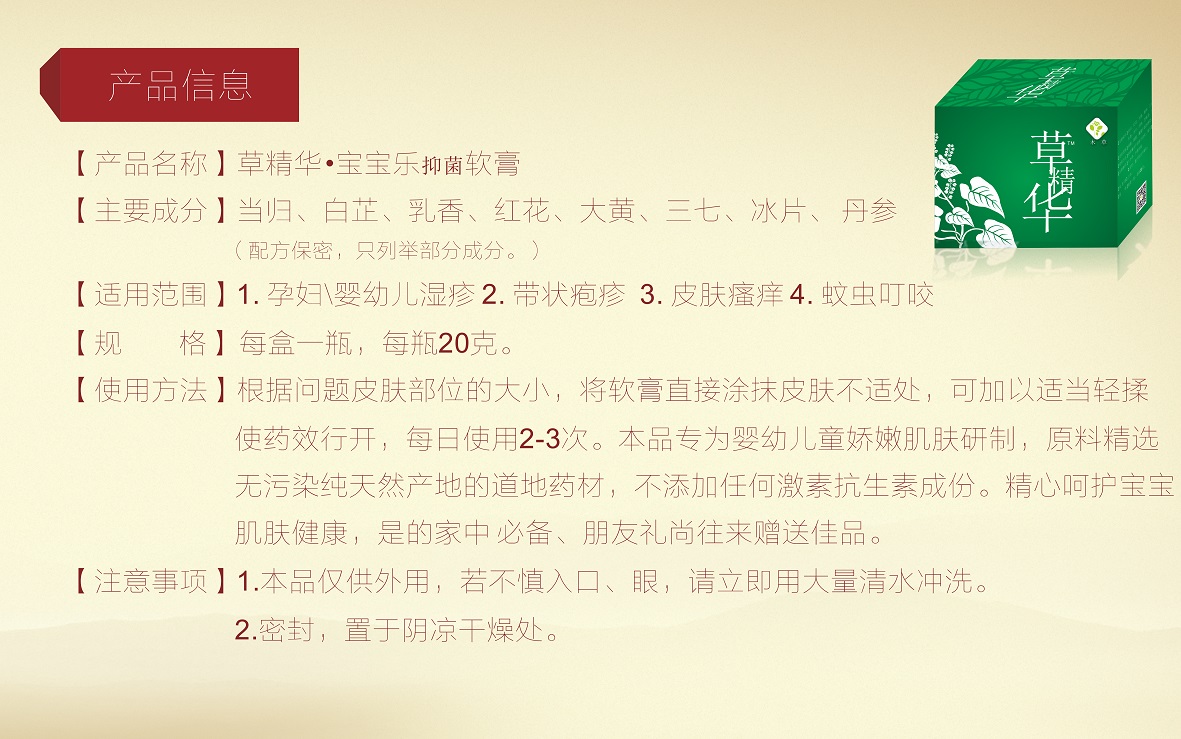 产品信息
【产品名称】草精华•宝宝乐抑菌软膏
【主要成分】当归、白芷、乳香、红花、大黄、三七、冰片、 丹参
（配方保密，只列举部分成分。）
【适用范围】1. 孕妇\婴幼儿湿疹 2. 带状疱疹 3. 皮肤瘙痒 4. 蚊虫叮咬
【规 格】每盒一瓶，每瓶20克。
【使用方法】根据问题皮肤部位的大小，将软膏直接涂抹皮肤不适处，可加以适当轻揉
使药效行开，每日使用2-3次。本品专为婴幼儿童娇嫩肌肤研制，原料精选
无污染纯天然产地的道地药材，不添加任何激素抗生素成份。精心呵护宝宝
肌肤健康，是的家中 必备、朋友礼尚往来赠送佳品。
【注意事项】1.本品仅供外用，若不慎入口、眼，请立即用大量清水冲洗。
2.密封，置于阴凉干燥处。
草精华
草精华™